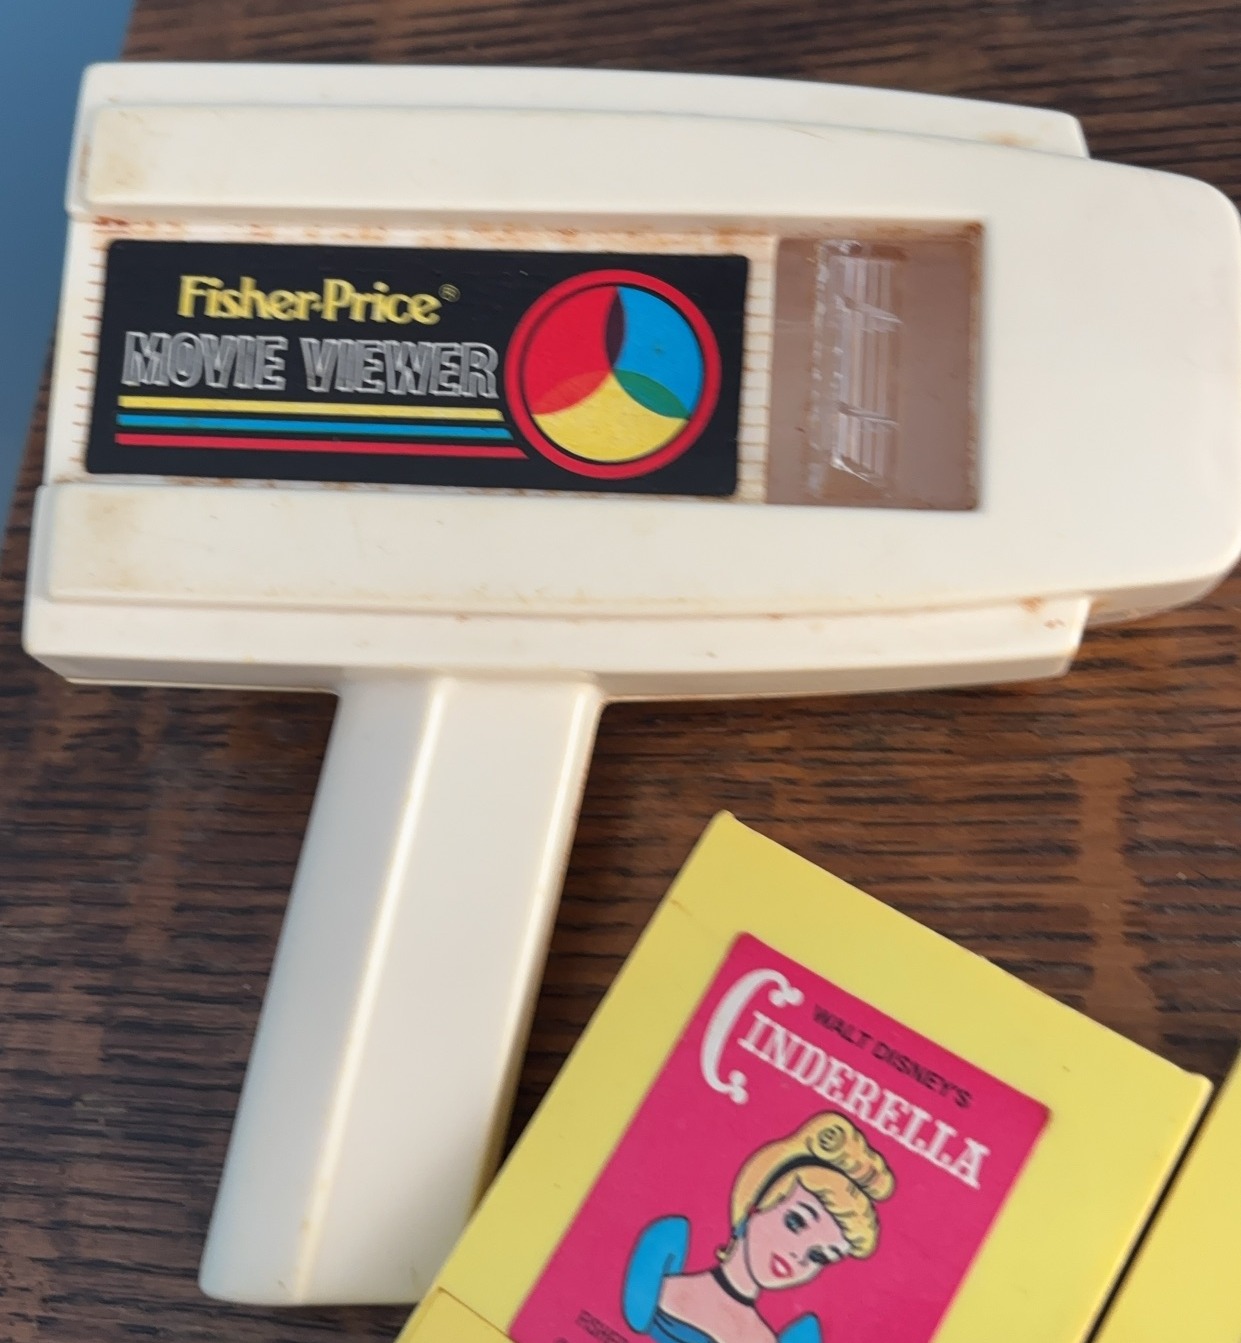 Fisher-Price®
MOVIE VIEWER
WALT DISNEY'S
CINDERELLA